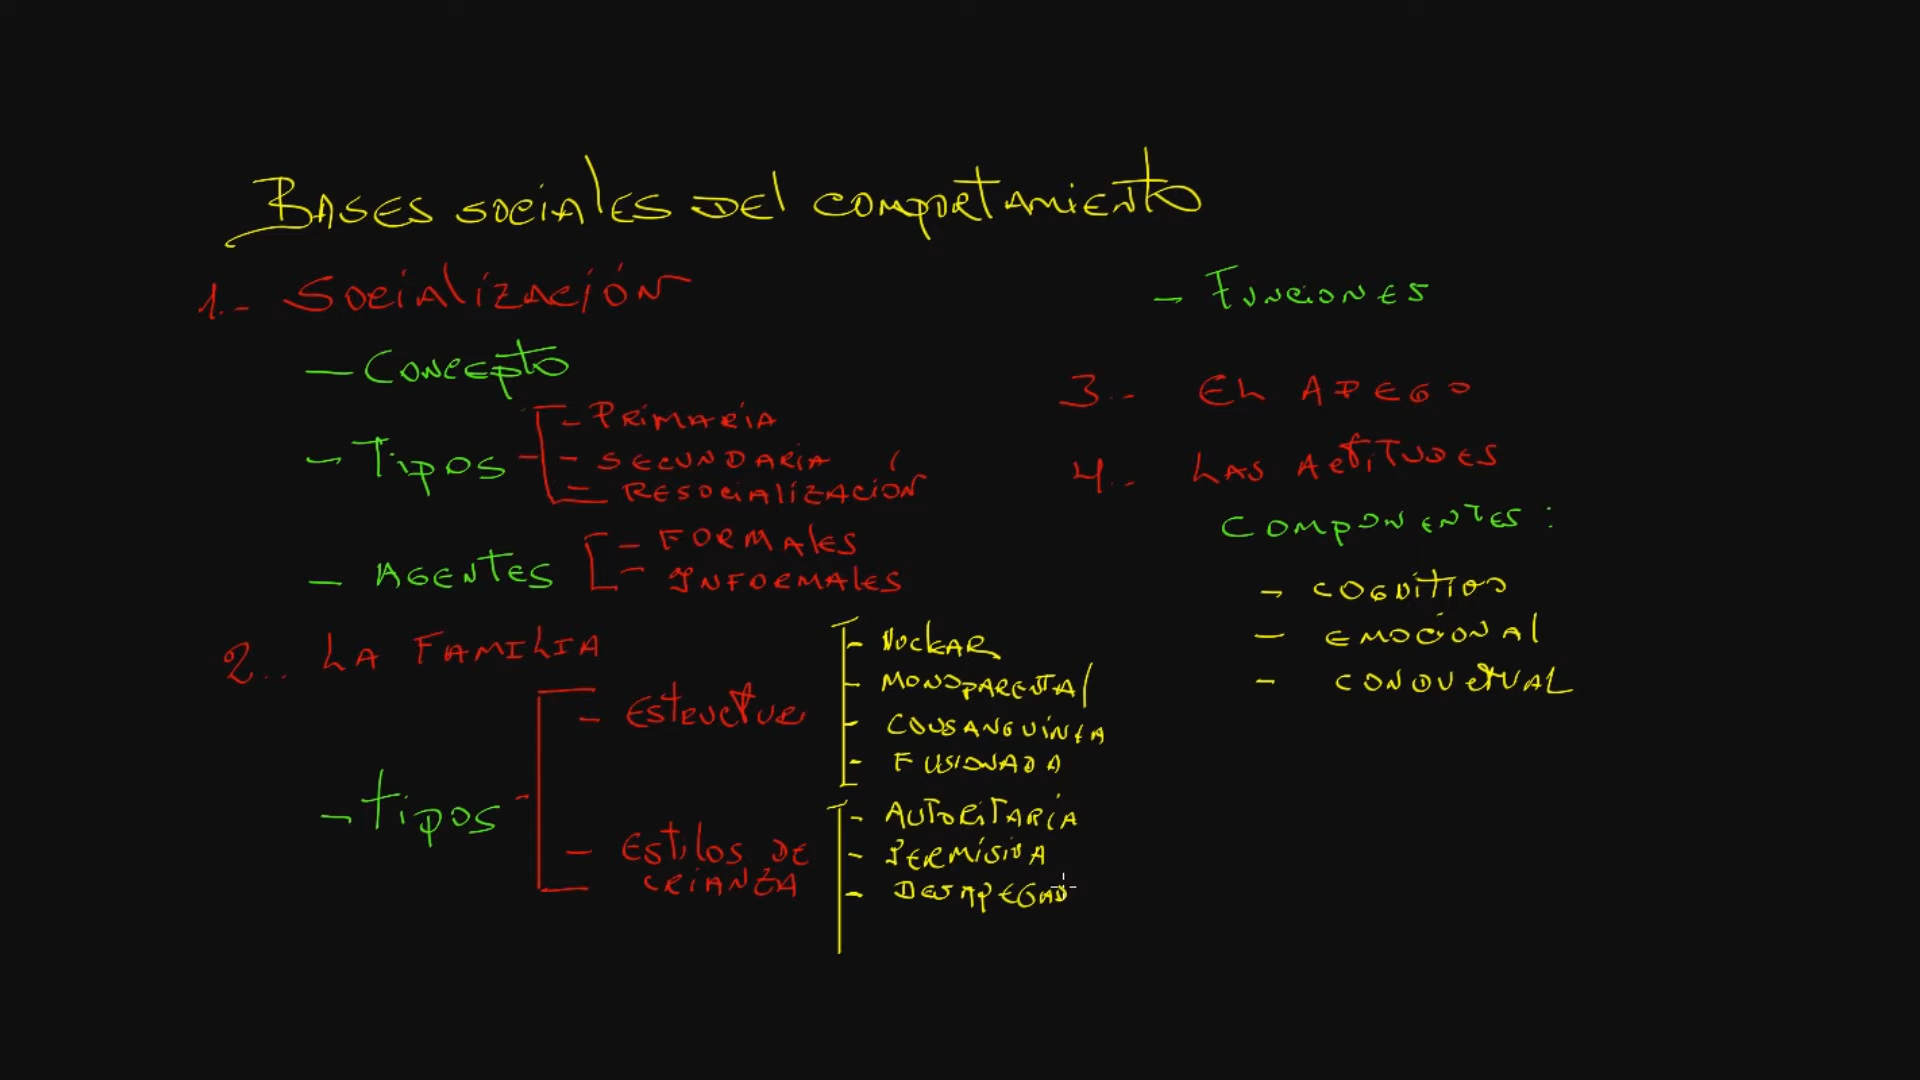 Bases sociales del comportamiento
1.- Socialización
- Concepto
- Tipos
- Primaria
- Secundaria
- Resocialización
- Agentes
- Formales
- Informales
2.. La Familia
- Tipos
- Estructur
- Nuclear
- Monoparental
- Consanguínea
- Fusionada
- Estilos de
crianza
- Autoritaria
- Permisiva
- Desapegad
- Funciones
3.- El Apego
4.- Las Actitudes
Componentes:
- Cognitivo
- Emocional
- Conductual